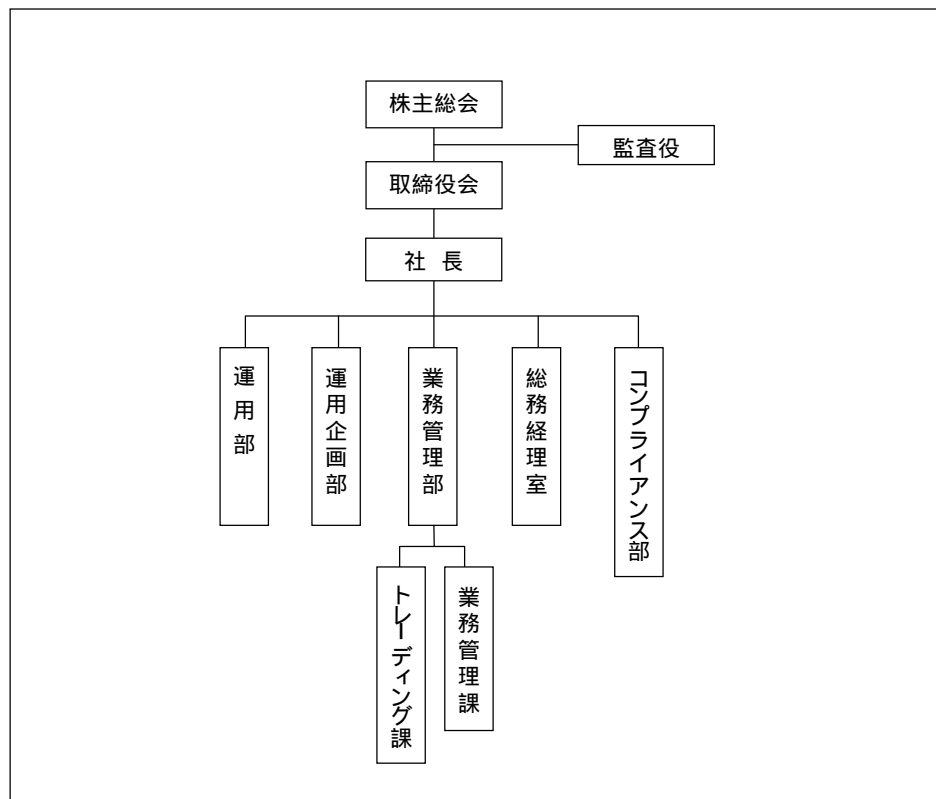 株主総会
監査役
取締役会
社 長
運用部
運用企画部
業務管理部
総務経理室
コンプライアンス部
トレーディング課
業務管理課